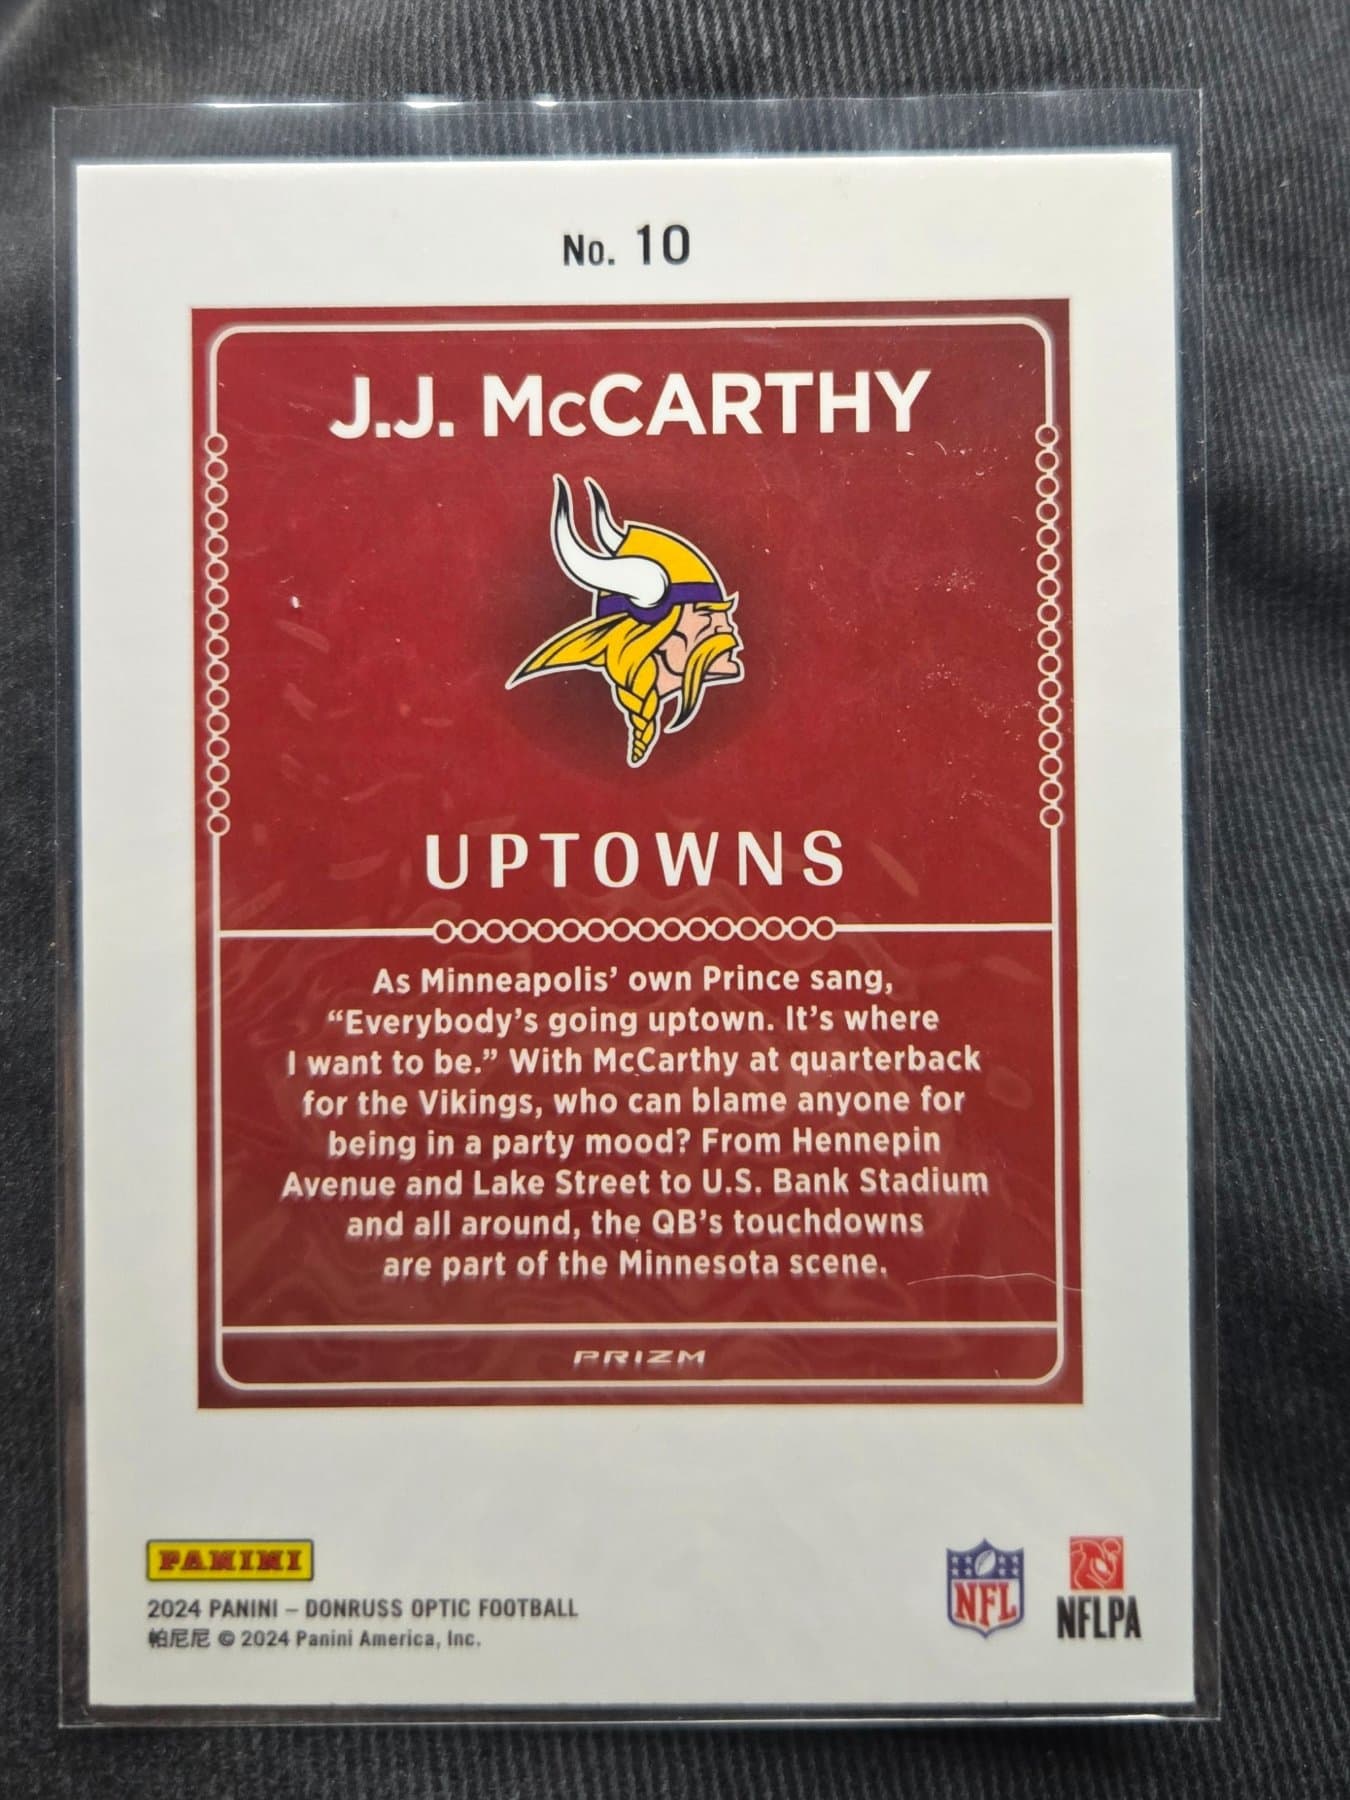 No. 10
J.J. McCARTHY
UPTOWNS
As Minneapolis’ own Prince sang,
“Everybody’s going uptown. It’s where
I want to be.” With McCarthy at quarterback
for the Vikings, who can blame anyone for
being in a party mood? From Hennepin
Avenue and Lake Street to U.S. Bank Stadium
and all around, the QB’s touchdowns
are part of the Minnesota scene.
PRIZM
PANINI
2024 PANINI – DONRUSS OPTIC FOOTBALL
帕尼尼 © 2024 Panini America, Inc.
NFL
NFLPA